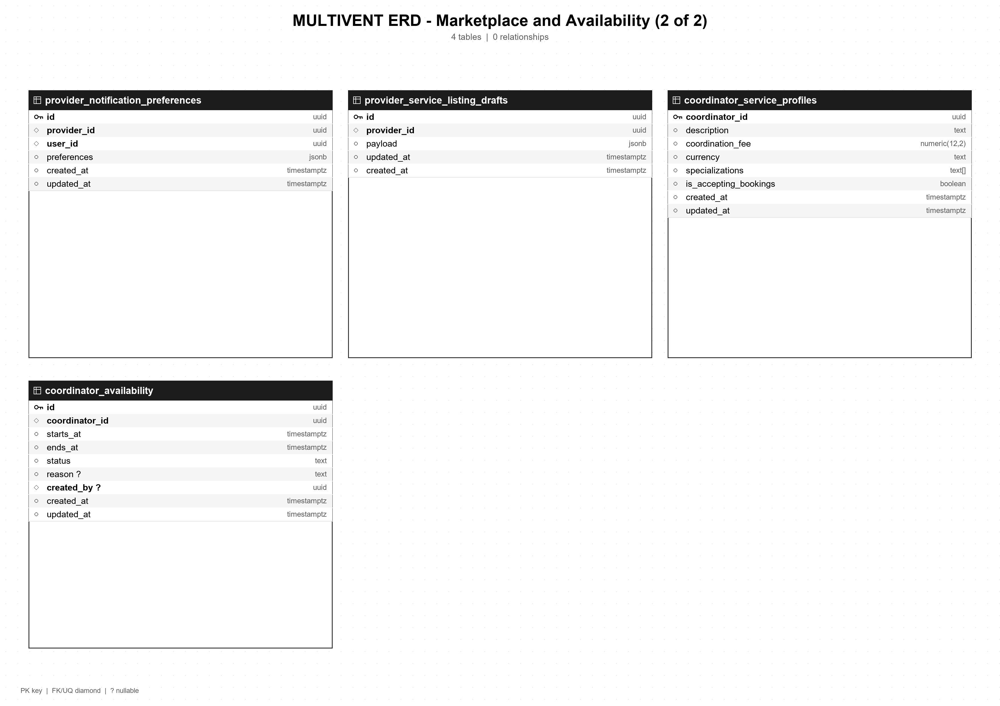 MULTIVENT ERD - Marketplace and Availability (2 of 2)
4 tables | 0 relationships
provider_notification_preferences
id uuid
provider_id uuid
user_id uuid
preferences jsonb
created_at timestamptz
updated_at timestamptz
provider_service_listing_drafts
id uuid
provider_id uuid
payload jsonb
updated_at timestamptz
created_at timestamptz
coordinator_service_profiles
coordinator_id uuid
description text
coordination_fee numeric(12,2)
currency text
specializations text[]
is_accepting_bookings boolean
created_at timestamptz
updated_at timestamptz
coordinator_availability
id uuid
coordinator_id uuid
starts_at timestamptz
ends_at timestamptz
status text
reason ? text
created_by ? uuid
created_at timestamptz
updated_at timestamptz
PK key | FK/UQ diamond | ? nullable